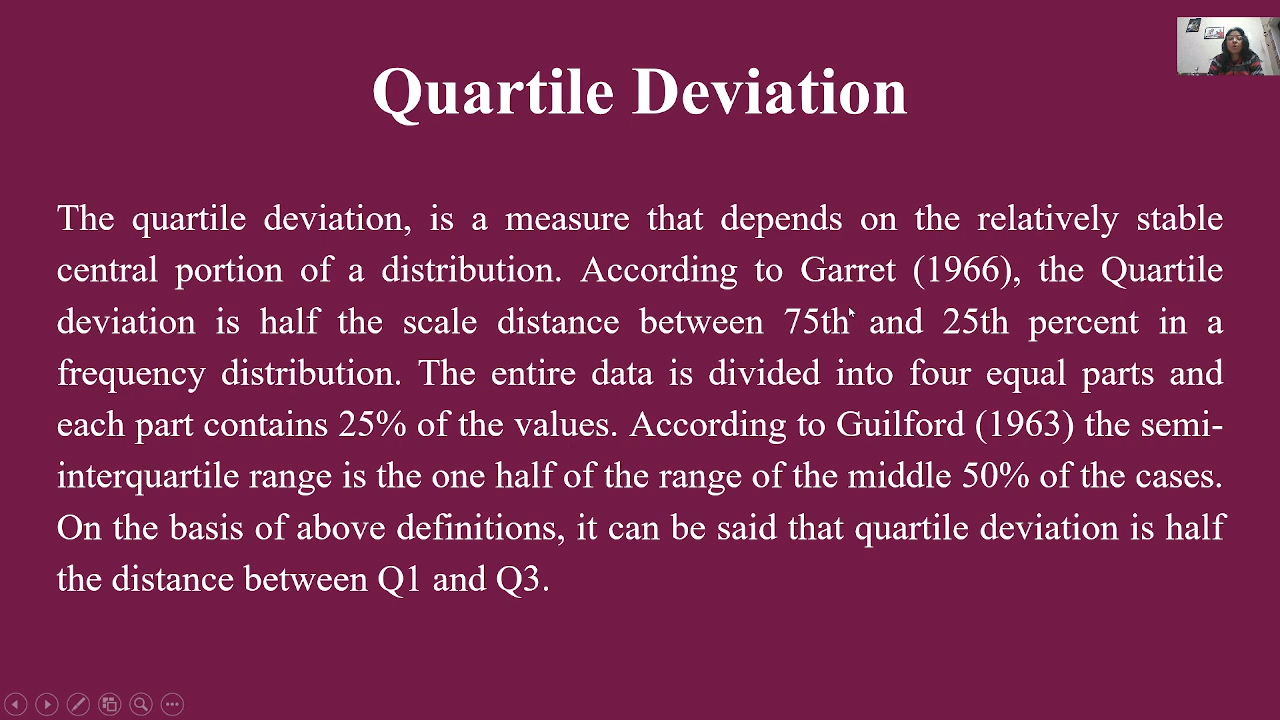 Quartile Deviation
The quartile deviation, is a measure that depends on the relatively stable
central portion of a distribution. According to Garret (1966), the Quartile
deviation is half the scale distance between 75th and 25th percent in a
frequency distribution. The entire data is divided into four equal parts and
each part contains 25% of the values. According to Guilford (1963) the semi-
interquartile range is the one half of the range of the middle 50% of the cases.
On the basis of above definitions, it can be said that quartile deviation is half
the distance between Q1 and Q3.